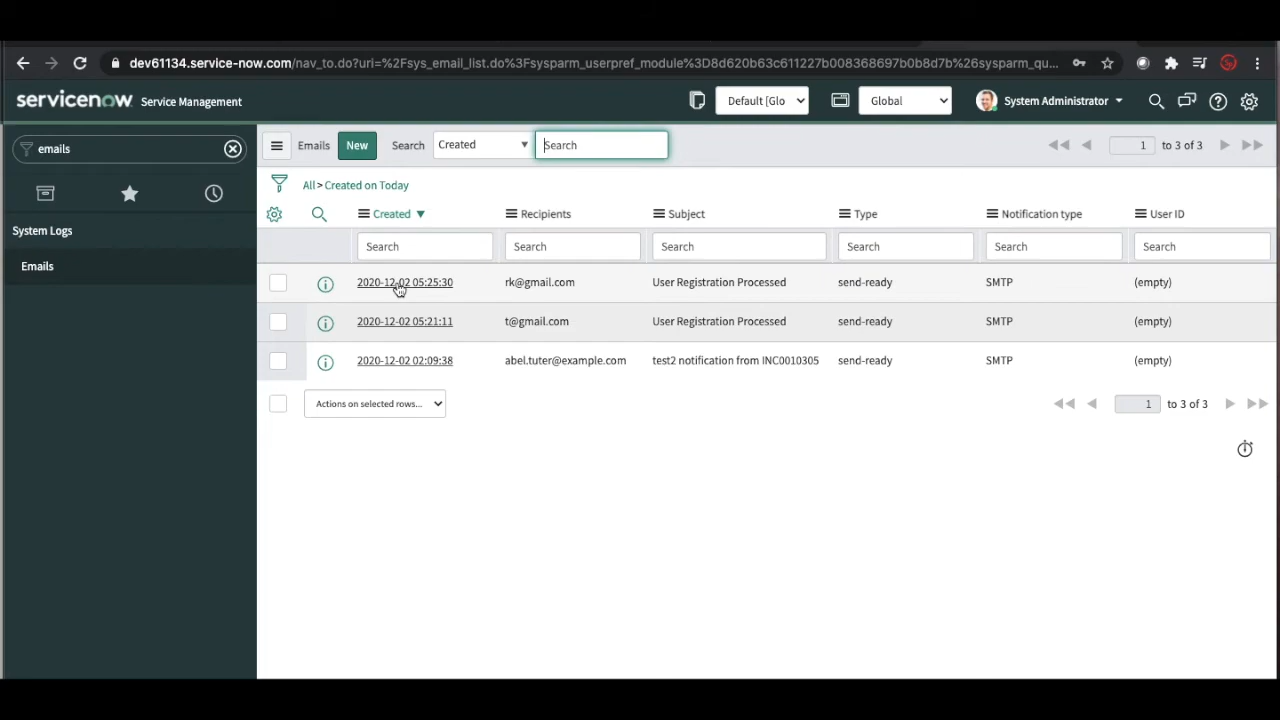 dev61134.service-now.com/nav_to.do?uri=%2Fsys_email_list.do%3Fsysparm_userpref_module%3D8d620b63c611227b008368697b0b8d7b%26sysparm_qu...
servicenow Service Management
Default [Glo
Global
System Administrator
emails
Emails New Search Created Search
1 to 3 of 3
All > Created on Today
System Logs
Emails
Created Recipients Subject Type Notification type User ID
Search Search Search Search Search Search
2020-12-02 05:25:30 rk@gmail.com User Registration Processed send-ready SMTP (empty)
2020-12-02 05:21:11 t@gmail.com User Registration Processed send-ready SMTP (empty)
2020-12-02 02:09:38 abel.tuter@example.com test2 notification from INC0010305 send-ready SMTP (empty)
Actions on selected rows...
1 to 3 of 3